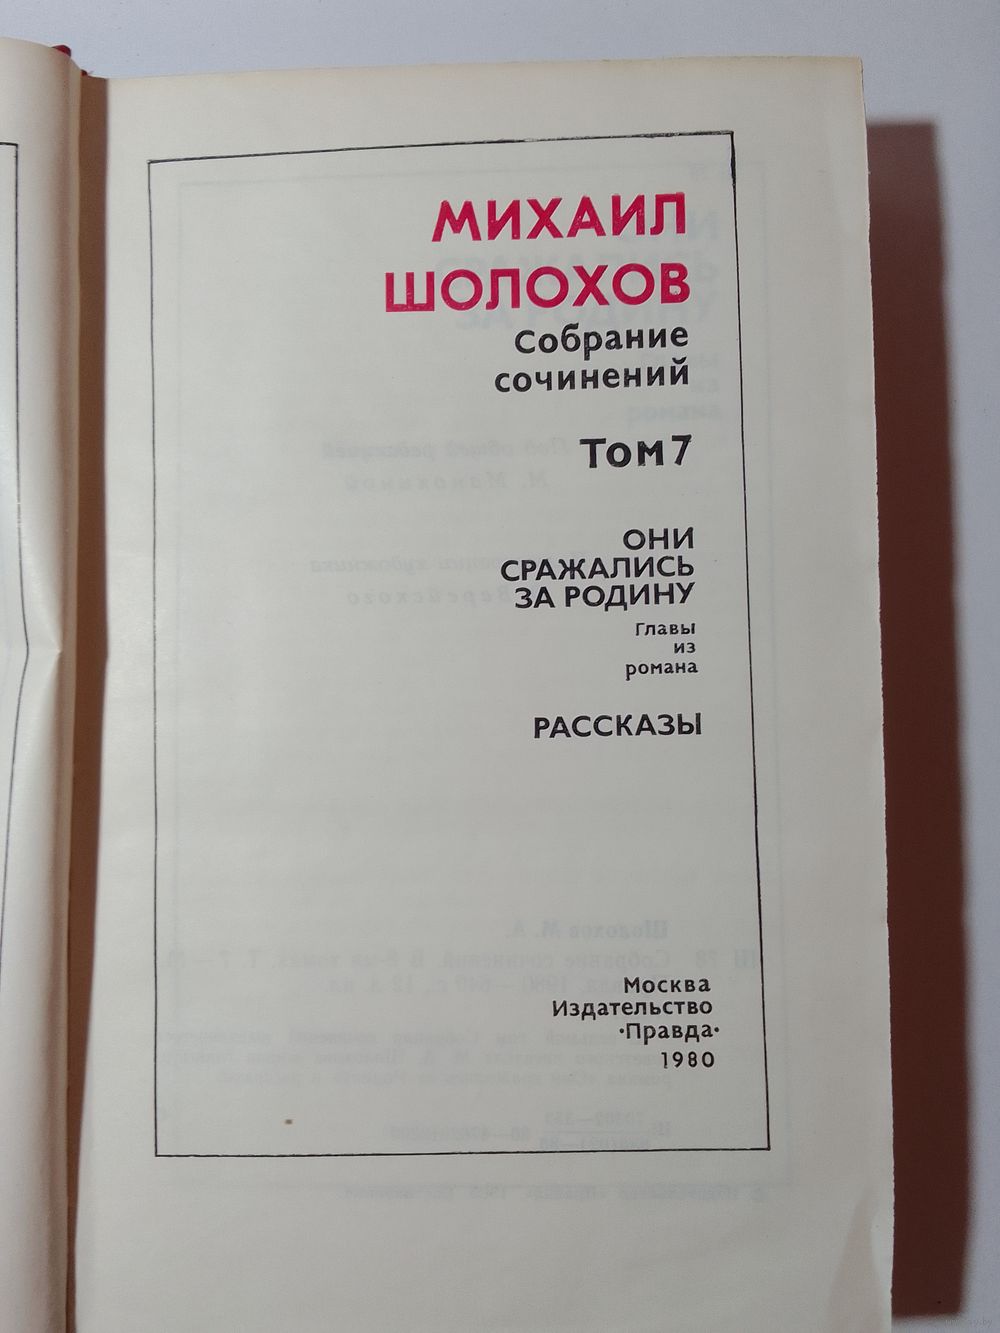 МИХАИЛ
ШОЛОХОВ
Собрание
сочинений
Том 7
ОНИ
СРАЖАЛИСЬ
ЗА РОДИНУ
Главы
из
романа
РАССКАЗЫ
Москва
Издательство
•Правда•
1980